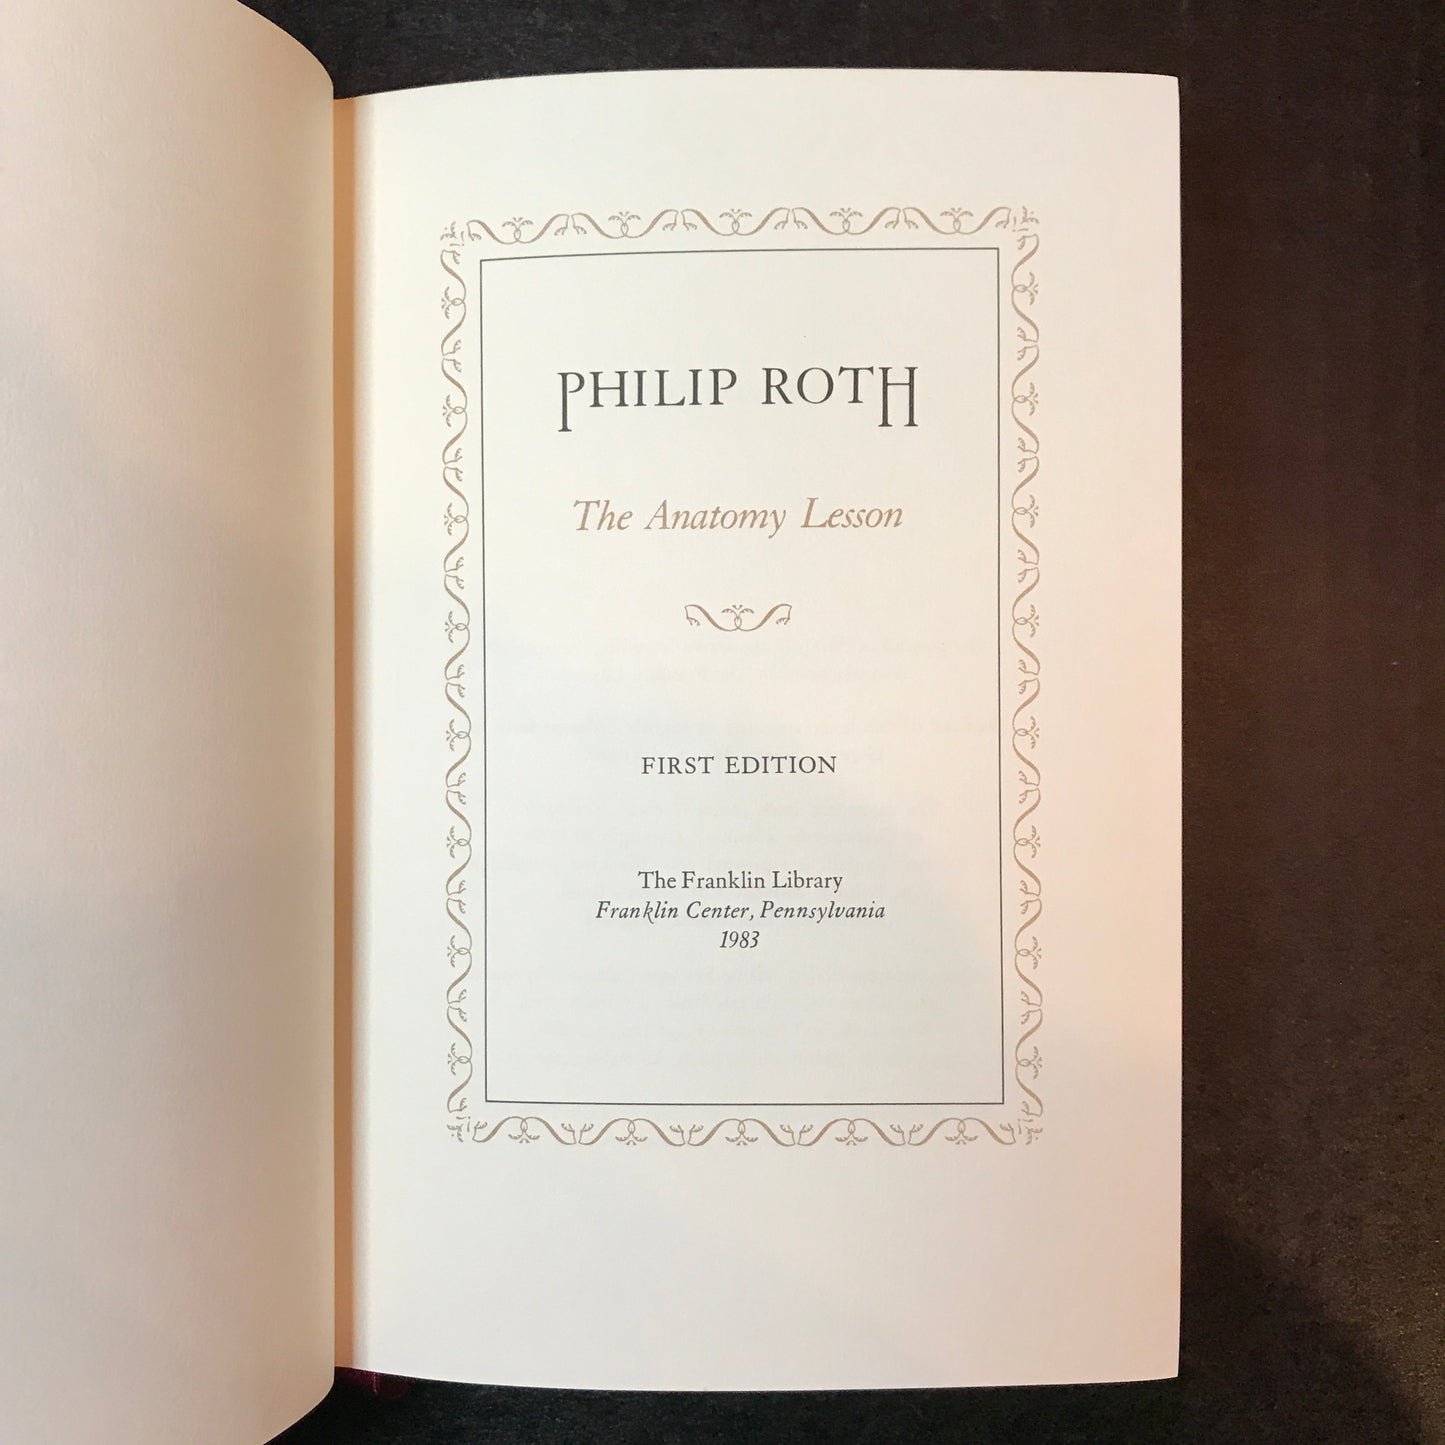 PHILIP ROTH
The Anatomy Lesson
FIRST EDITION
The Franklin Library
Franklin Center, Pennsylvania
1983